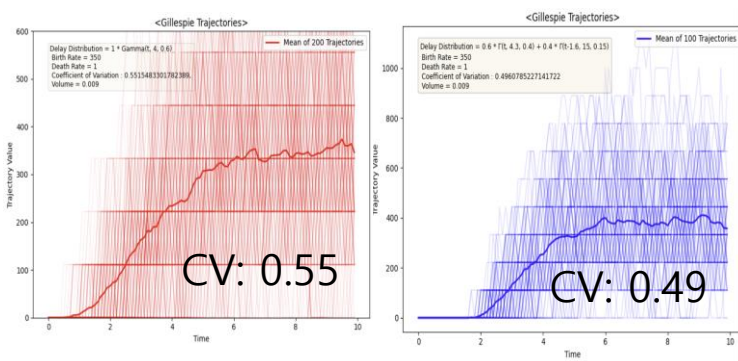 <Gillespie Trajectories>
Mean of 200 Trajectories
Delay Distribution = 1 * Gamma(t, 4, 0.6)
Birth Rate = 350
Death Rate = 1
Coefficient of Variation : 0.5515483301782389,
Volume = 0.009
Trajectory Value
600
500
400
300
200
100
0
CV: 0.55
0 2 4 6 8 10
Time
<Gillespie Trajectories>
Mean of 100 Trajectories
Delay Distribution = 0.6 * Γ(t, 4.3, 0.4) + 0.4 * Γ(t-1.6, 15, 0.15)
Birth Rate = 350
Death Rate = 1
Coefficient of Variation : 0.4960785227141722
Volume = 0.009
Trajectory Value
1000
800
600
400
200
0
CV: 0.49
0 2 4 6 8 10
Time